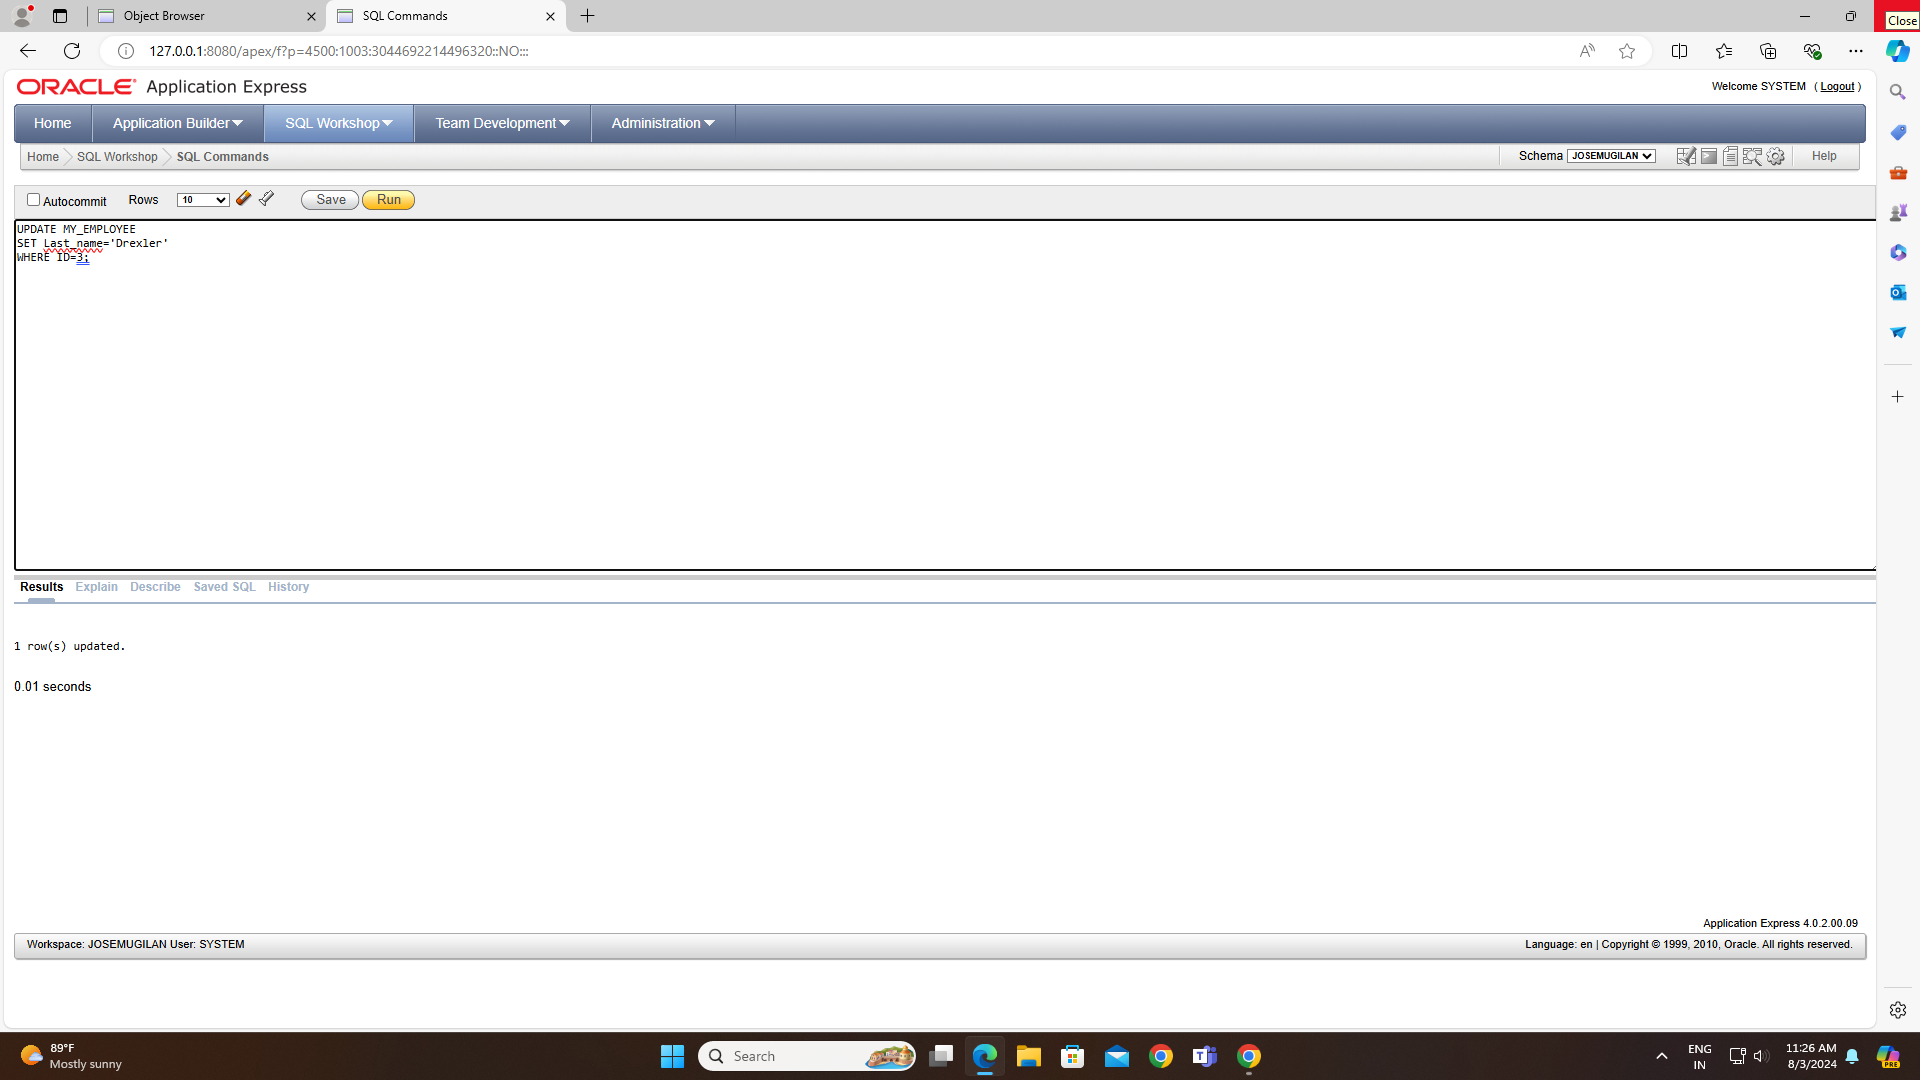 Object Browser
SQL Commands
Close
127.0.0.1:8080/apex/f?p=4500:1003:3044692214496320::NO:::
ORACLE Application Express
Welcome SYSTEM ( Logout )
Home Application Builder SQL Workshop Team Development Administration
Home SQL Workshop SQL Commands
Schema JOSEMUGILAN Help
Autocommit Rows 10 Save Run
UPDATE MY_EMPLOYEE
SET Last_name='Drexler'
WHERE ID=3;
Results Explain Describe Saved SQL History
1 row(s) updated.
0.01 seconds
Application Express 4.0.2.00.09
Workspace: JOSEMUGILAN User: SYSTEM
Language: en | Copyright © 1999, 2010, Oracle. All rights reserved.
89°F
Mostly sunny
Search
ENG
IN
11:26 AM
8/3/2024
PRE